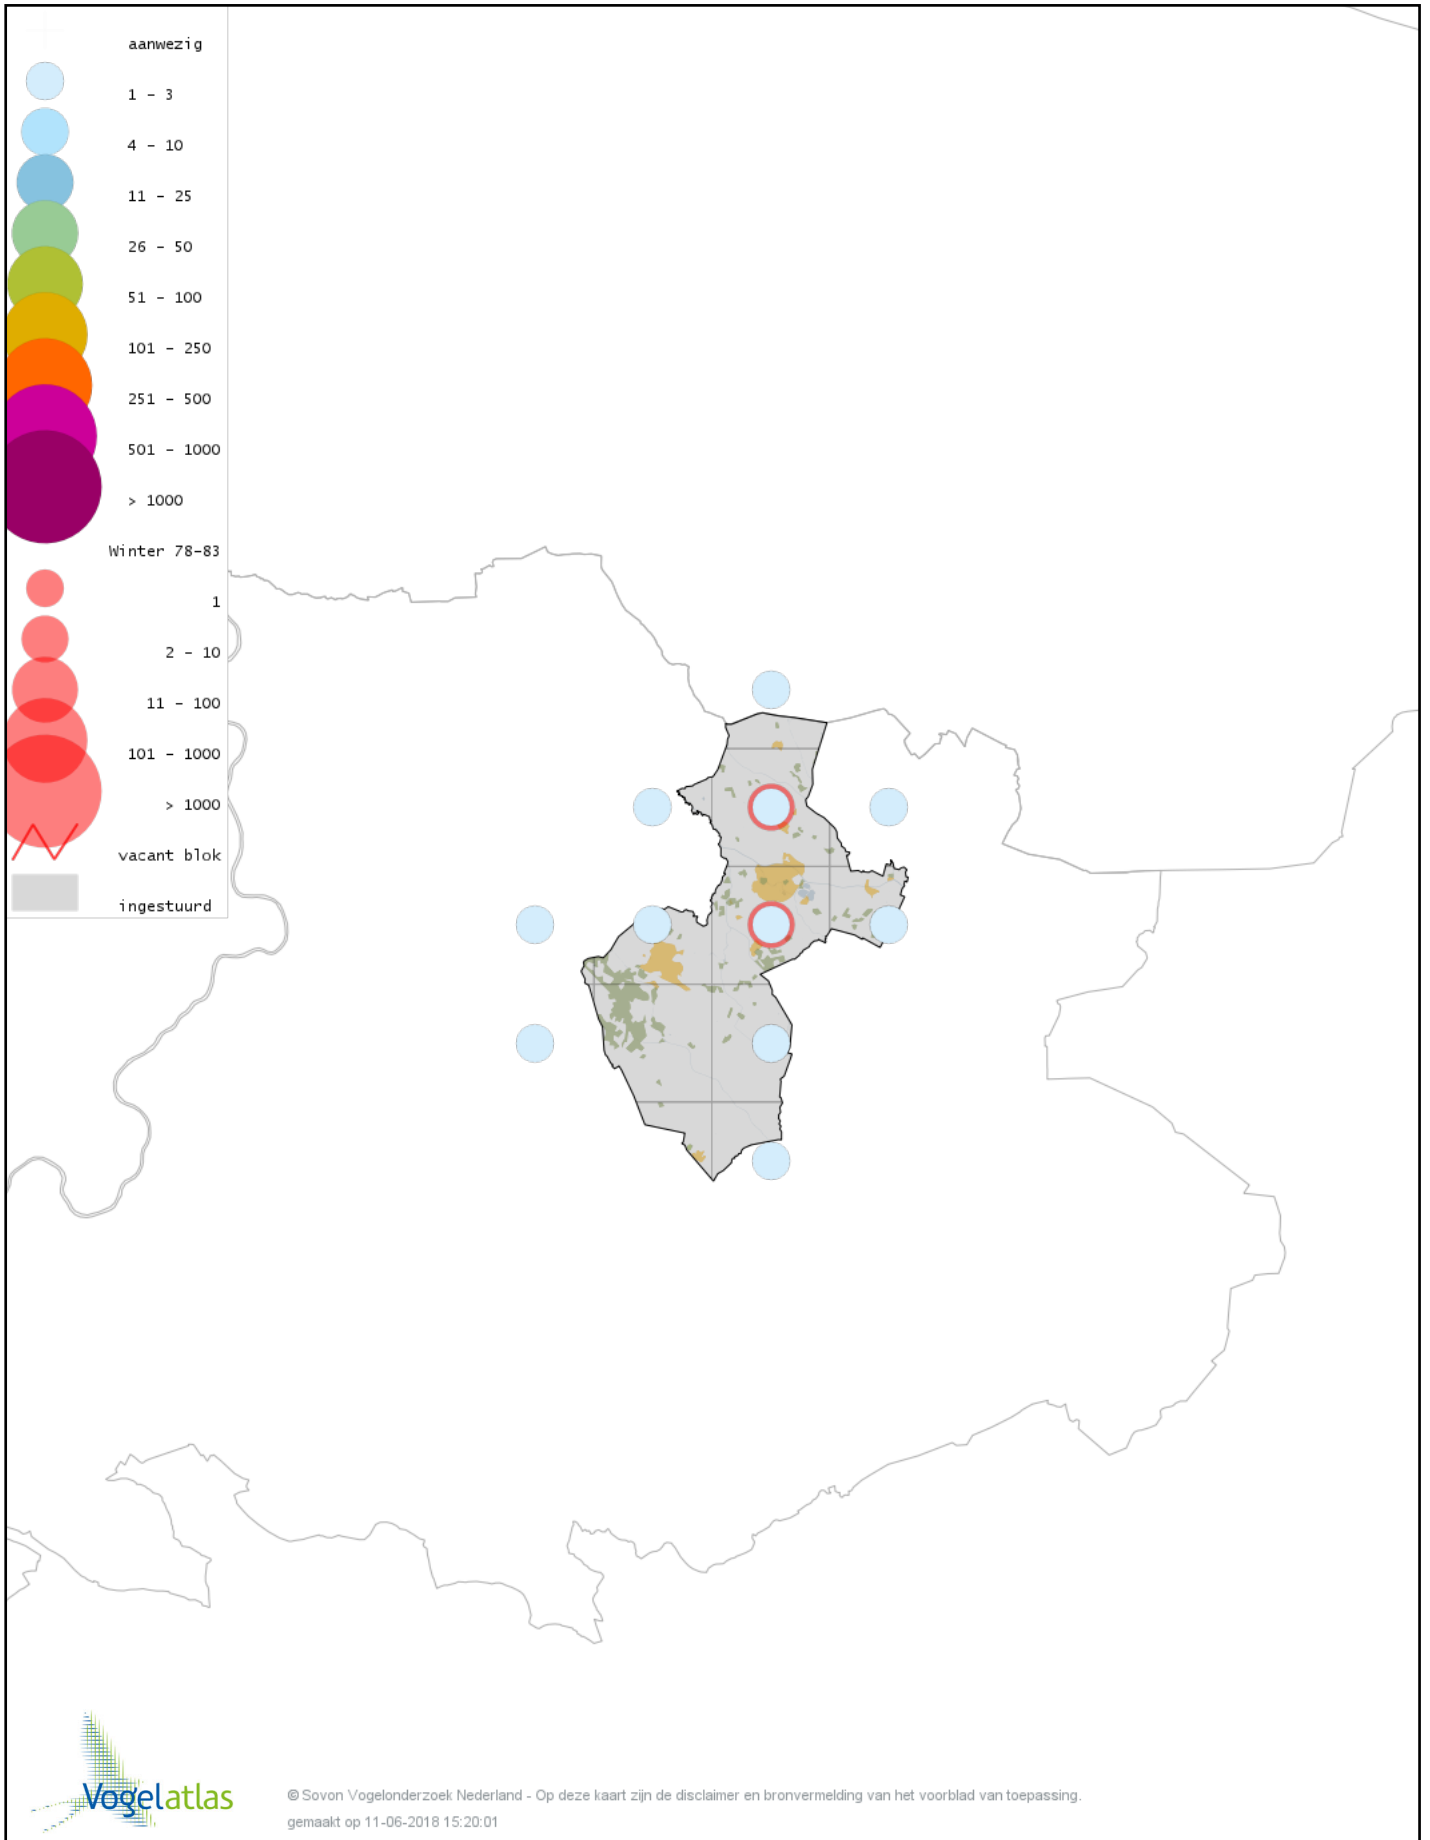 aanwezig
1 - 3
4 - 10
11 - 25
26 - 50
51 - 100
101 - 250
251 - 500
501 - 1000
> 1000
Winter 78-83
1
2 - 10
11 - 100
101 - 1000
> 1000
vacant blok
ingestuurd
Vogelatlas
© Sovon Vogelonderzoek Nederland - Op deze kaart zijn de disclaimer en bronvermelding van het voorblad van toepassing.
gemaakt op 11-06-2018 15:20:01